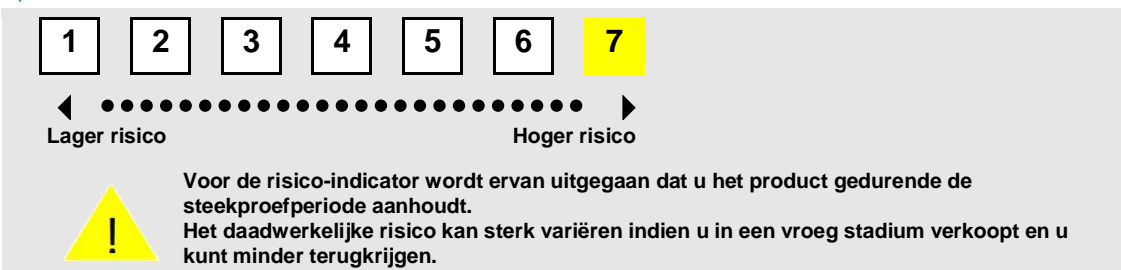 1 2 3 4 5 6 7
Lager risico Hoger risico
Voor de risico-indicator wordt ervan uitgegaan dat u het product gedurende de
steekproefperiode aanhoudt.
Het daadwerkelijke risico kan sterk variëren indien u in een vroeg stadium verkoopt en u
kunt minder terugkrijgen.
!